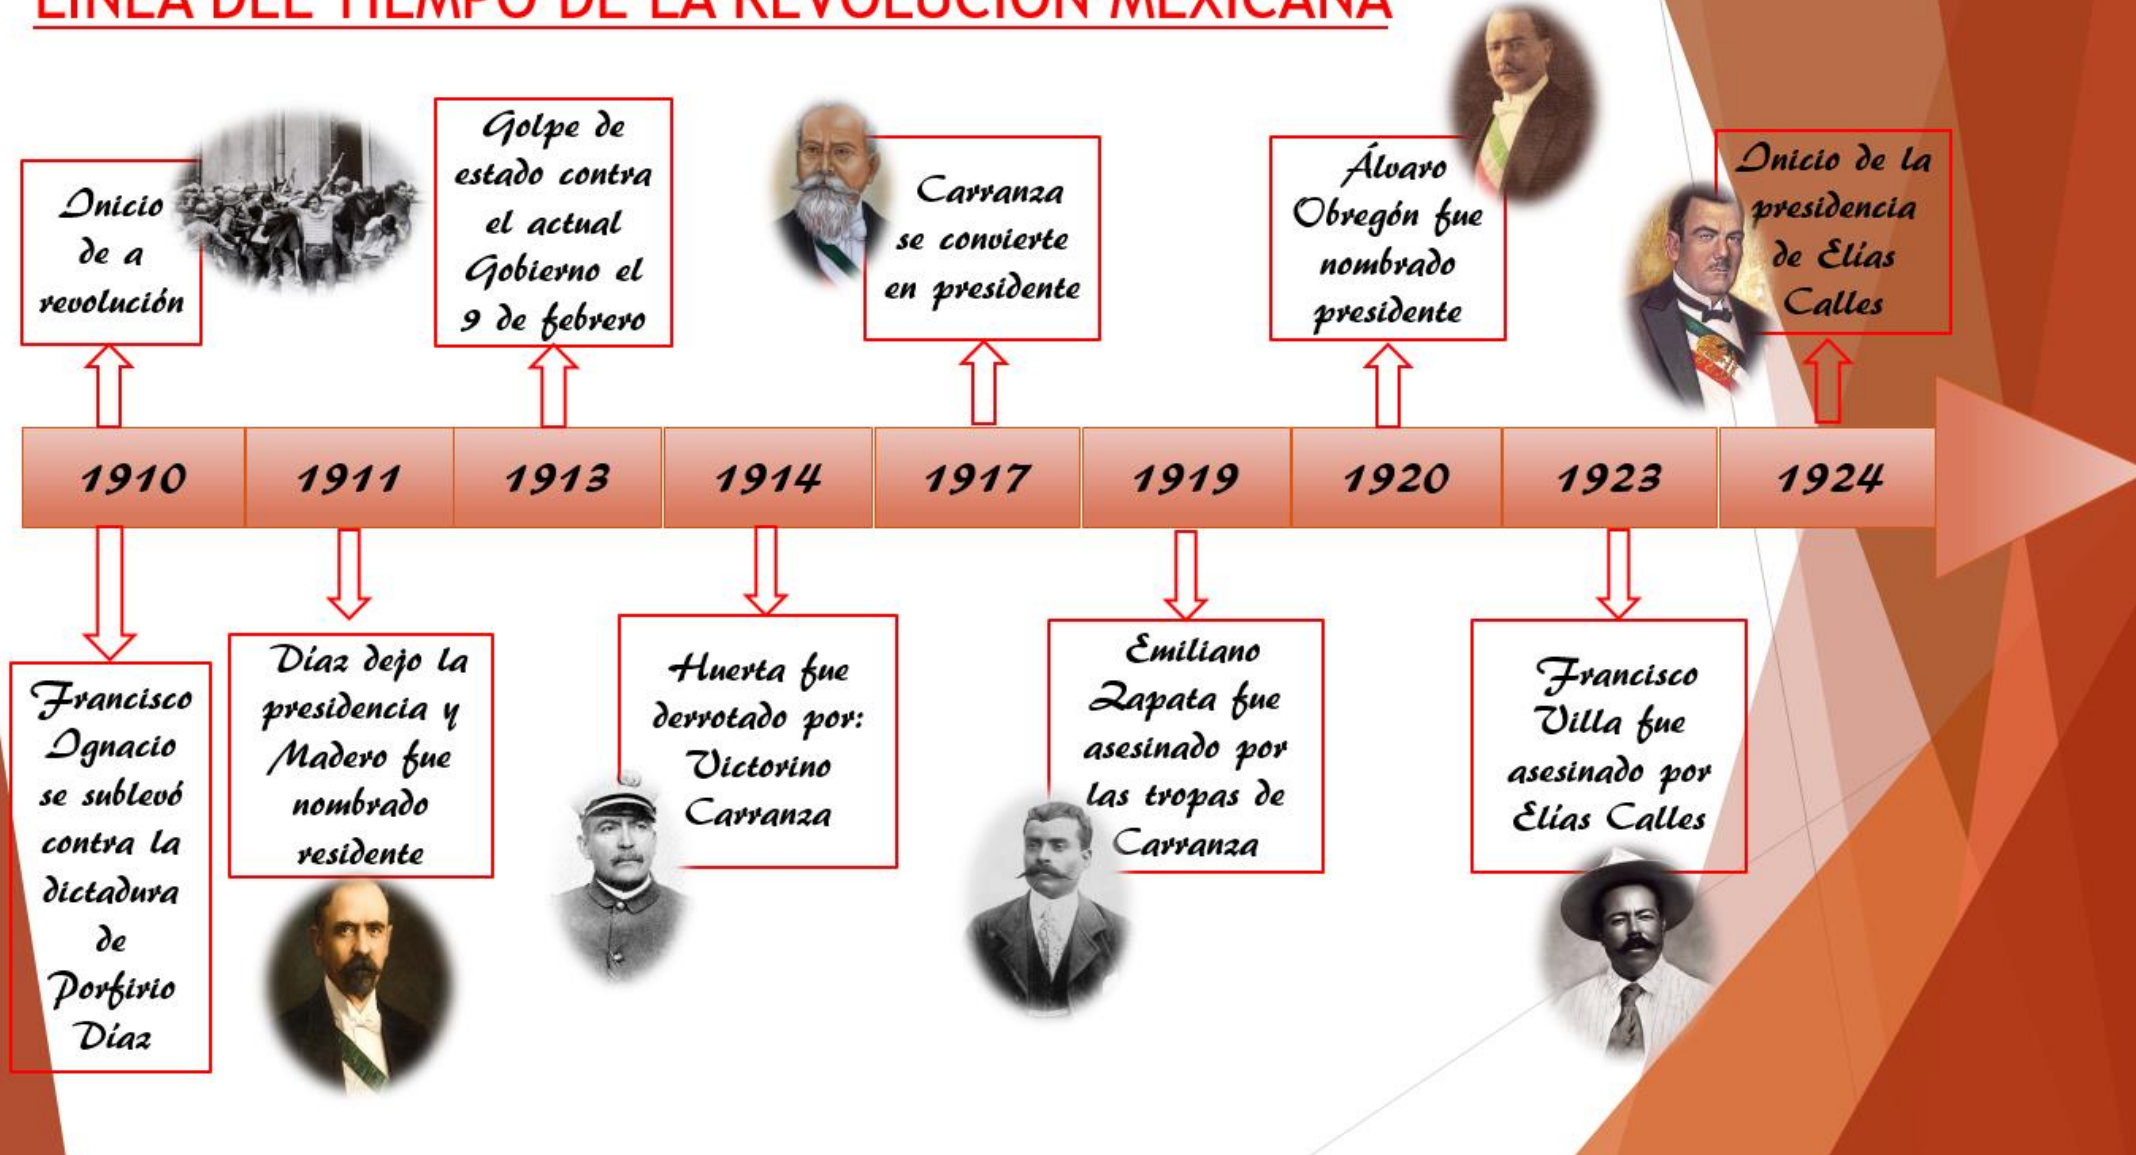 LÍNEA DEL TIEMPO DE LA REVOLUCIÓN MEXICANA
Inicio
de a
revolución
Golpe de
estado contra
el actual
Gobierno el
9 de febrero
Carranza
se convierte
en presidente
Álvaro
Obregón fue
nombrado
presidente
Inicio de la
presidencia
de Elías
Calles
1910
1911
1913
1914
1917
1919
1920
1923
1924
Francisco
Ignacio
se sublevó
contra la
dictadura
de
Porfirio
Díaz
Díaz dejo la
presidencia y
Madero fue
nombrado
residente
Huerta fue
derrotado por:
Victorino
Carranza
Emiliano
Zapata fue
asesinado por
las tropas de
Carranza
Francisco
Villa fue
asesinado por
Elías Calles